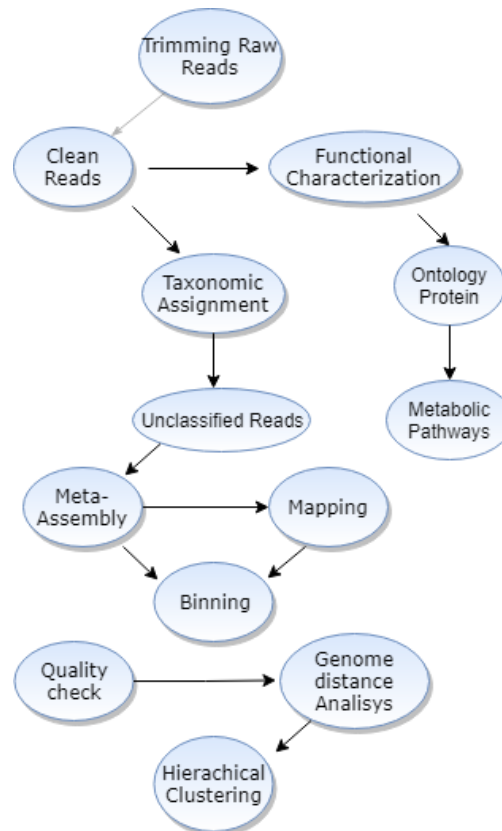 Trimming Raw
Reads
Clean
Reads
Functional
Characterization
Taxonomic
Assignment
Ontology
Protein
Unclassified Reads
Metabolic
Pathways
Meta-
Assembly
Mapping
Binning
Quality
check
Genome
distance
Analisys
Hierachical
Clustering